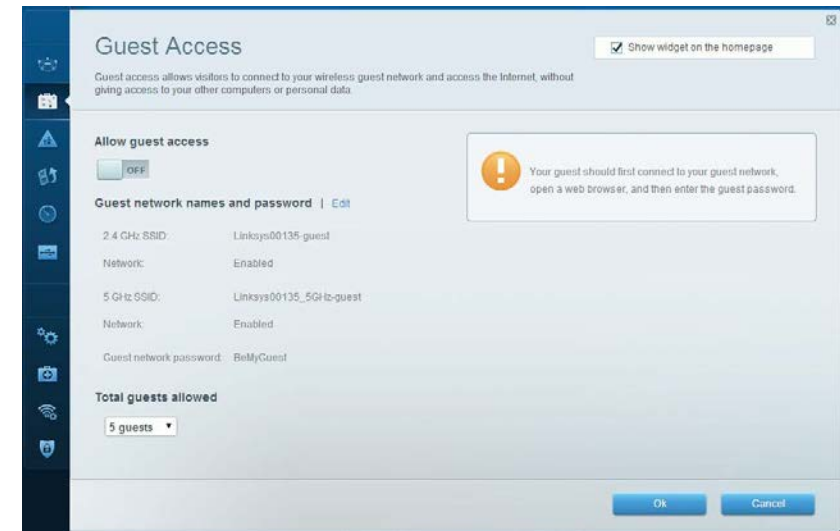 Guest Access
Show widget on the homepage
Guest access allows visitors to connect to your wireless guest network and access the Internet, without
giving access to your other computers or personal data.
Allow guest access
OFF
Your guest should first connect to your guest network,
open a web browser, and then enter the guest password.
Guest network names and password | Edit
2.4 GHz SSID: Linksys00135-guest
Network: Enabled
5 GHz SSID: Linksys00135_5GHz-guest
Network: Enabled
Guest network password: BeMyGuest
Total guests allowed
5 guests
Ok Cancel